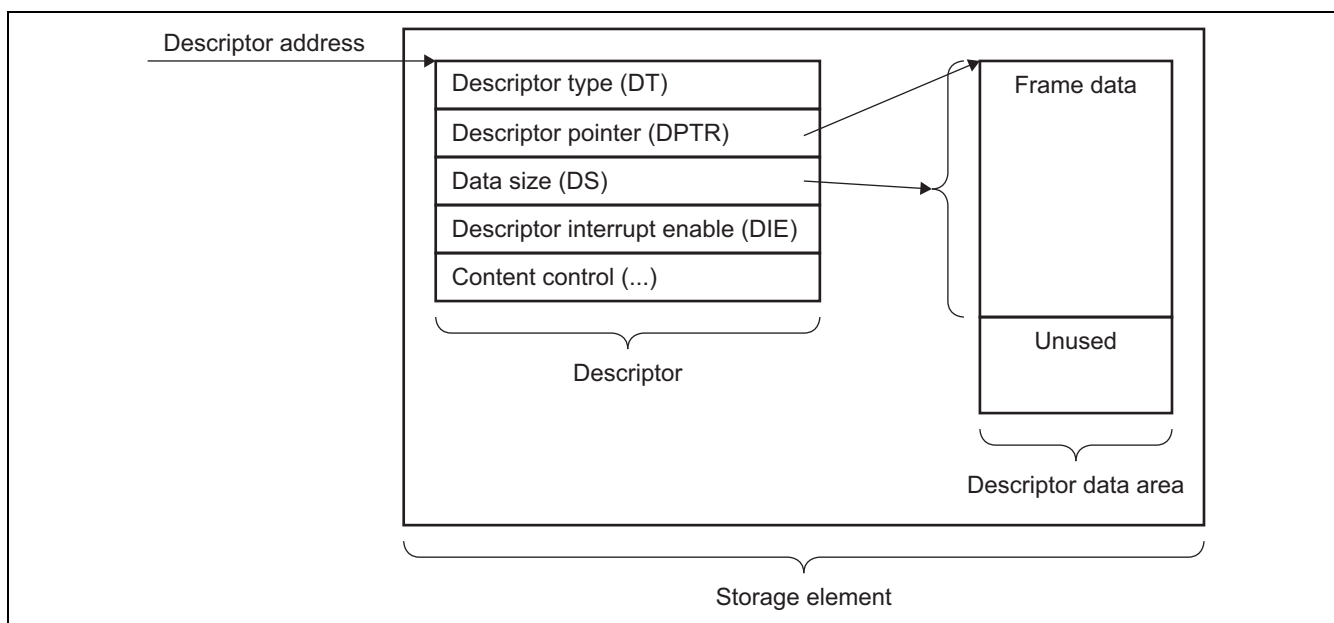 Descriptor address
Descriptor type (DT)
Descriptor pointer (DPTR)
Data size (DS)
Descriptor interrupt enable (DIE)
Content control (...)
Descriptor
Frame data
Unused
Descriptor data area
Storage element